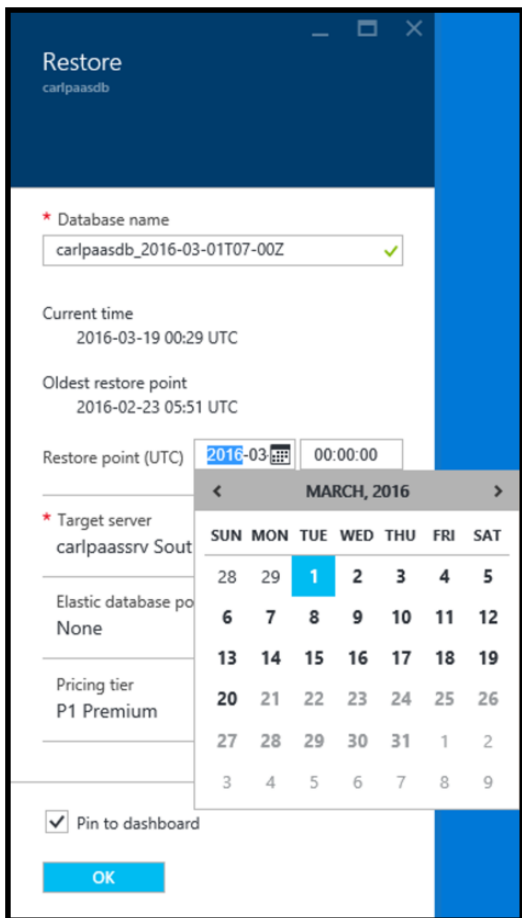 Restore
carlpaasdb
* Database name
carlpaasdb_2016-03-01T07-00Z
Current time
2016-03-19 00:29 UTC
Oldest restore point
2016-02-23 05:51 UTC
Restore point (UTC) 2016-03- 00:00:00
< MARCH, 2016 >
* Target server
carlpaassrv Sout
SUN MON TUE WED THU FRI SAT
28 29 1 2 3 4 5
Elastic database po
None
6 7 8 9 10 11 12
13 14 15 16 17 18 19
Pricing tier
P1 Premium
20 21 22 23 24 25 26
27 28 29 30 31 1 2
3 4 5 6 7 8 9
Pin to dashboard
OK